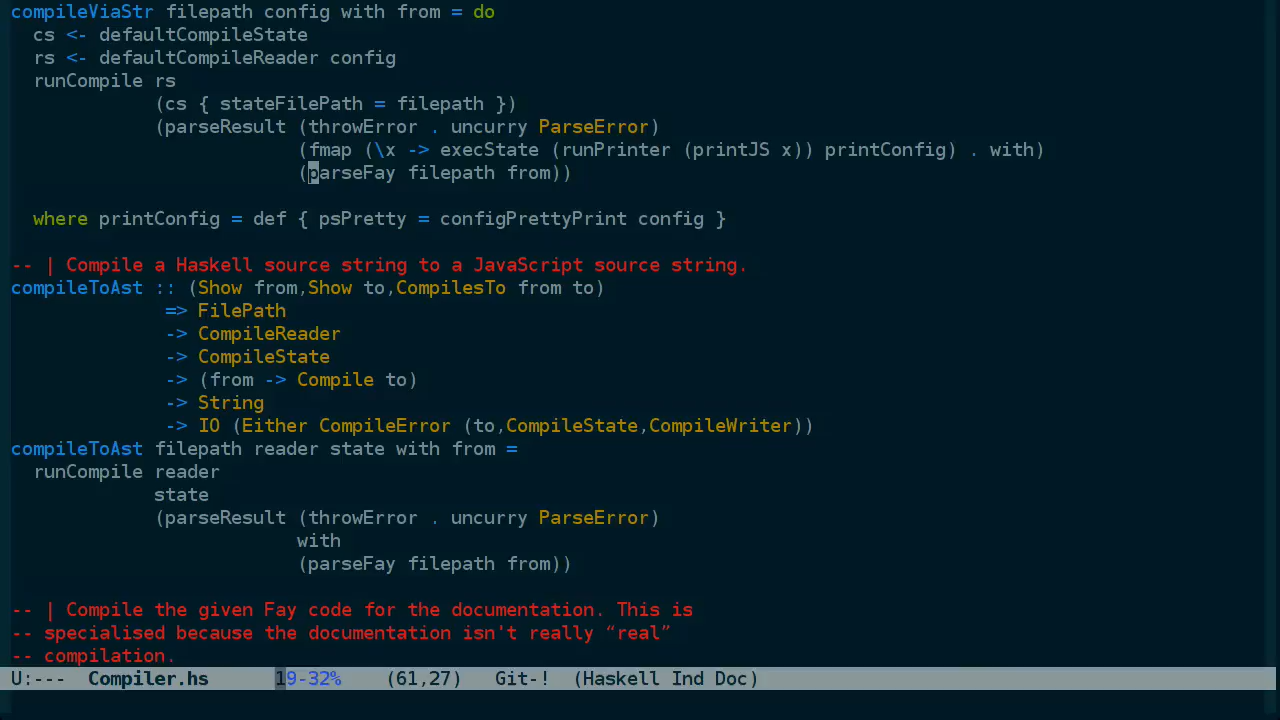 compileViaStr filepath config with from = do
  cs <- defaultCompileState
  rs <- defaultCompileReader config
  runCompile rs
             (cs { stateFilePath = filepath })
             (parseResult (throwError . uncurry ParseError)
                          (fmap (\x -> execState (runPrinter (printJS x)) printConfig) . with)
                          (parseFay filepath from))

  where printConfig = def { psPretty = configPrettyPrint config }

-- | Compile a Haskell source string to a JavaScript source string.
compileToAst :: (Show from,Show to,CompilesTo from to)
              => FilePath
              -> CompileReader
              -> CompileState
              -> (from -> Compile to)
              -> String
              -> IO (Either CompileError (to,CompileState,CompileWriter))
compileToAst filepath reader state with from =
  runCompile reader
             state
             (parseResult (throwError . uncurry ParseError)
                          with
                          (parseFay filepath from))

-- | Compile the given Fay code for the documentation. This is
-- specialised because the documentation isn't really “real”
-- compilation.
U:---  Compiler.hs      19-32%    (61,27)   Git-!  (Haskell Ind Doc)